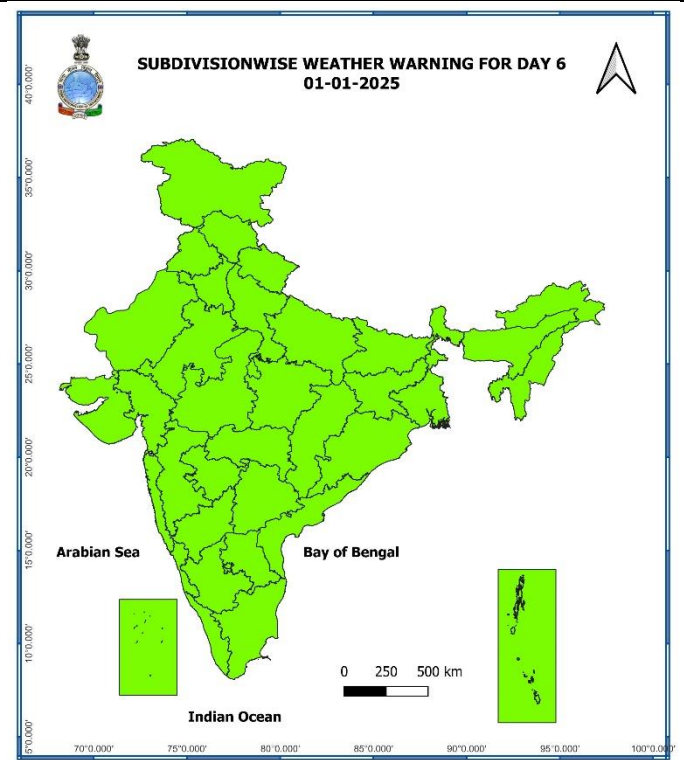 SUBDIVISIONWISE WEATHER WARNING FOR DAY 6
01-01-2025
40°0.000'
35°0.000'
30°0.000'
25°0.000'
20°0.000'
15°0.000'
10°0.000'
5°0.000'
Arabian Sea
Bay of Bengal
0 250 500 km
Indian Ocean
70°0.000' 75°0.000' 80°0.000' 85°0.000' 90°0.000' 95°0.000' 100°0.000'